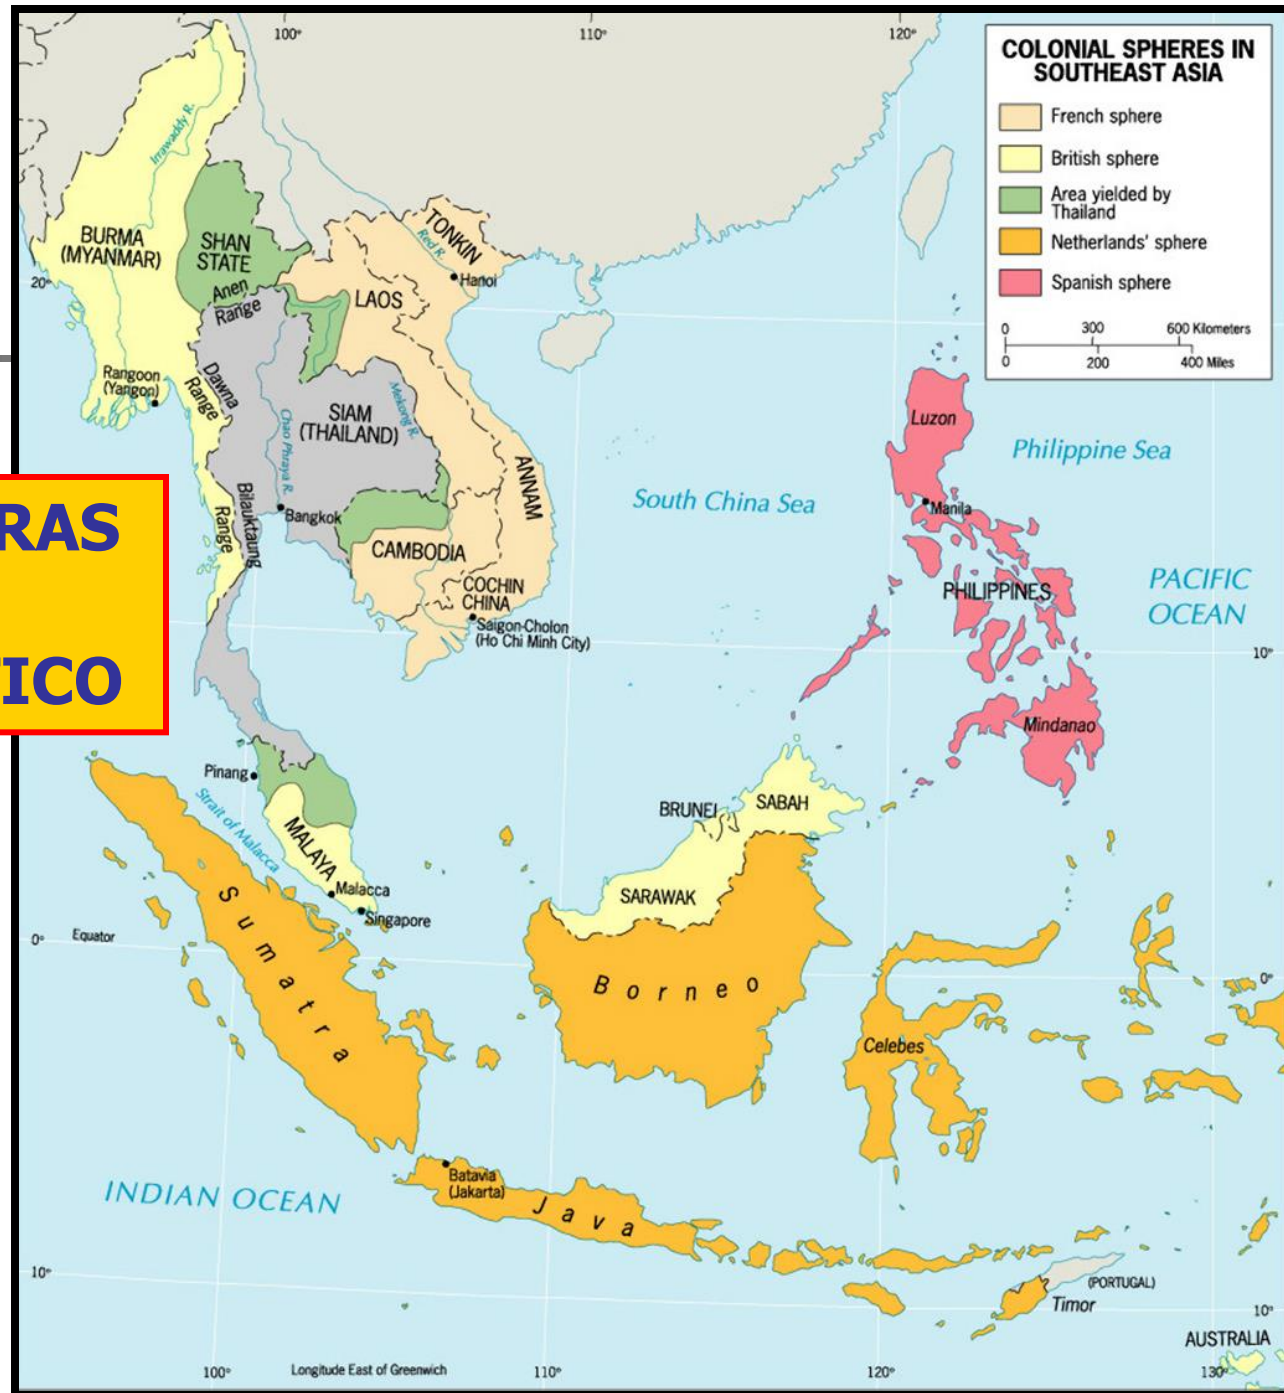 100°
110°
120°
COLONIAL SPHERES IN
SOUTHEAST ASIA
French sphere
British sphere
Area yielded by
Thailand
Netherlands' sphere
Spanish sphere
0 300 600 Kilometers
0 200 400 Miles
Irrawaddy R.
BURMA
(MYANMAR)
SHAN
STATE
TONKIN
Red R.
Hanoi
20°
Anen
Range
LAOS
Rangoon
(Yangon)
Dawna
Range
Chao Phraya R.
SIAM
(THAILAND)
Mekong R.
Luzon
Philippine Sea
ANNAM
South China Sea
Manila
RAS
TICO
Bilauktaung
Range
Bangkok
CAMBODIA
COCHIN
CHINA
Saigon-Cholon
(Ho Chi Minh City)
PHILIPPINES
PACIFIC
OCEAN
10°
Mindanao
Pinang
Strait of Malacca
MALAYA
Malacca
Singapore
BRUNEI
SABAH
SARAWAK
0°
Equator
Sumatra
Borneo
0°
Celebes
INDIAN OCEAN
Batavia
(Jakarta)
Java
10°
(PORTUGAL)
Timor
10°
AUSTRALIA
100°
Longitude East of Greenwich
110°
120°
130°